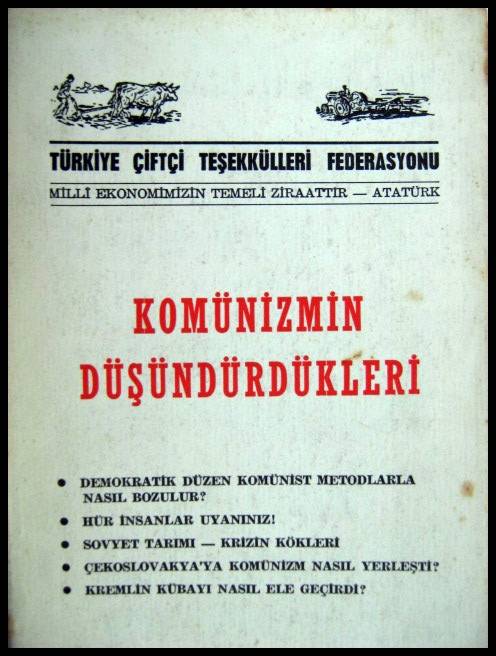 TÜRKİYE ÇİFTÇİ TEŞEKKÜLLERİ FEDERASYONU
MİLLİ EKONOMİMİZİN TEMELİ ZİRAATTİR — ATATÜRK
KOMÜNİZMİN
DÜŞÜNDÜRDÜKLERİ
● DEMOKRATİK DÜZEN KOMÜNİST METODLARLA
NASIL BOZULUR?
● HÜR İNSANLAR UYANINIZ!
● SOVYET TARIMI — KRİZİN KÖKLERİ
● ÇEKOSLOVAKYA'YA KOMÜNİZM NASIL YERLEŞTİ?
● KREMLİN KÜBAYI NASIL ELE GEÇİRDİ?